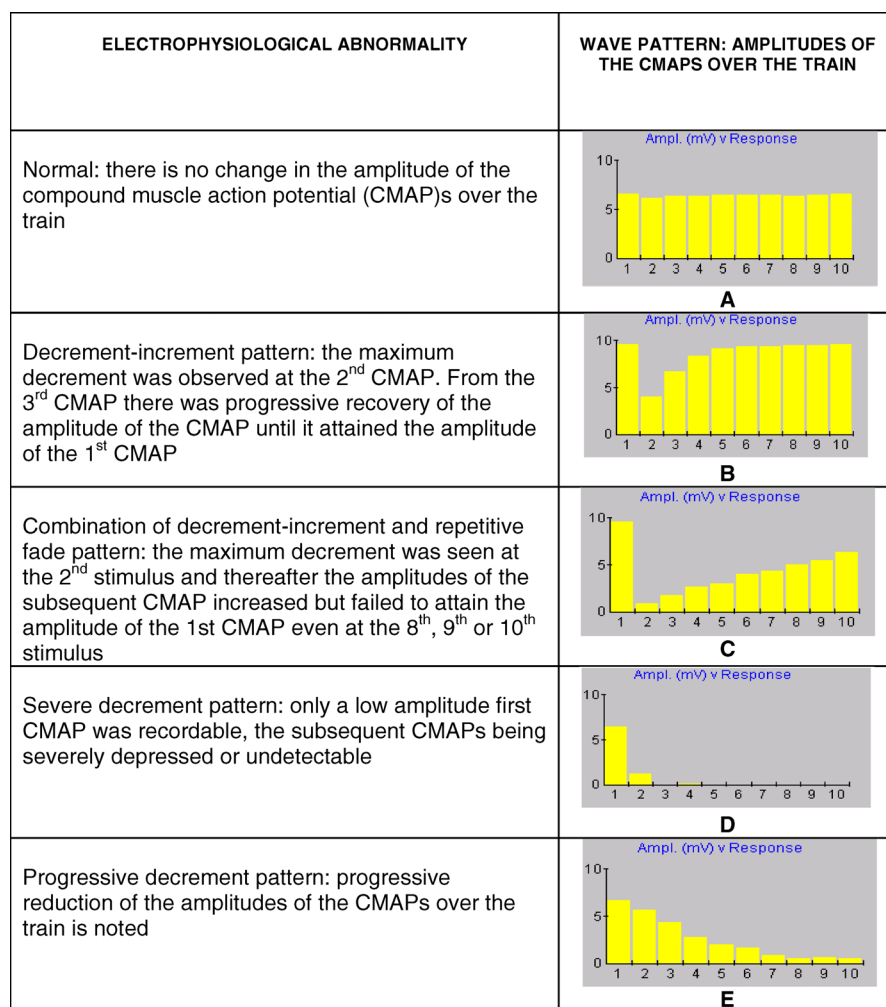 ELECTROPHYSIOLOGICAL ABNORMALITY
WAVE PATTERN: AMPLITUDES OF
THE CMAPS OVER THE TRAIN
Normal: there is no change in the amplitude of the
compound muscle action potential (CMAP)s over the
train
Ampl. (mV) v Response
10
5
0
1 2 3 4 5 6 7 8 9 10
A
Decrement-increment pattern: the maximum
decrement was observed at the 2nd CMAP. From the
3rd CMAP there was progressive recovery of the
amplitude of the CMAP until it attained the amplitude
of the 1st CMAP
Ampl. (mV) v Response
10
5
0
1 2 3 4 5 6 7 8 9 10
B
Combination of decrement-increment and repetitive
fade pattern: the maximum decrement was seen at
the 2nd stimulus and thereafter the amplitudes of the
subsequent CMAP increased but failed to attain the
amplitude of the 1st CMAP even at the 8th, 9th or 10th
stimulus
Ampl. (mV) v Response
10
5
0
1 2 3 4 5 6 7 8 9 10
C
Severe decrement pattern: only a low amplitude first
CMAP was recordable, the subsequent CMAPs being
severely depressed or undetectable
Ampl. (mV) v Response
10
5
0
1 2 3 4 5 6 7 8 9 10
D
Progressive decrement pattern: progressive
reduction of the amplitudes of the CMAPs over the
train is noted
Ampl. (mV) v Response
10
5
0
1 2 3 4 5 6 7 8 9 10
E